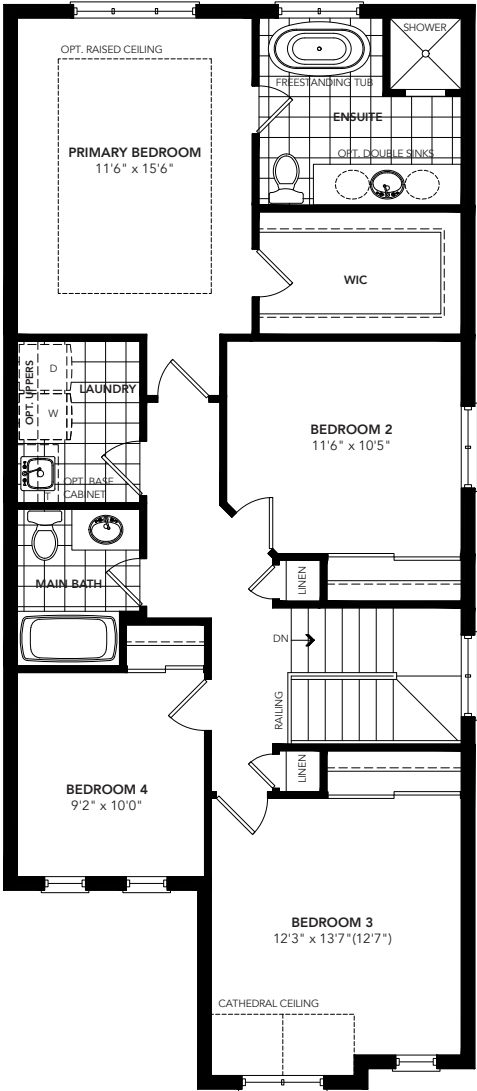 OPT. RAISED CEILING
PRIMARY BEDROOM
11'6" x 15'6"
SHOWER
FREESTANDING TUB
ENSUITE
OPT. DOUBLE SINKS
WIC
OPT. UPPERS
D
LAUNDRY
W
OPT. BASE
CABINET
T
BEDROOM 2
11'6" x 10'5"
MAIN BATH
LINEN
DN
RAILING
LINEN
BEDROOM 4
9'2" x 10'0"
BEDROOM 3
12'3" x 13'7"(12'7")
CATHEDRAL CEILING